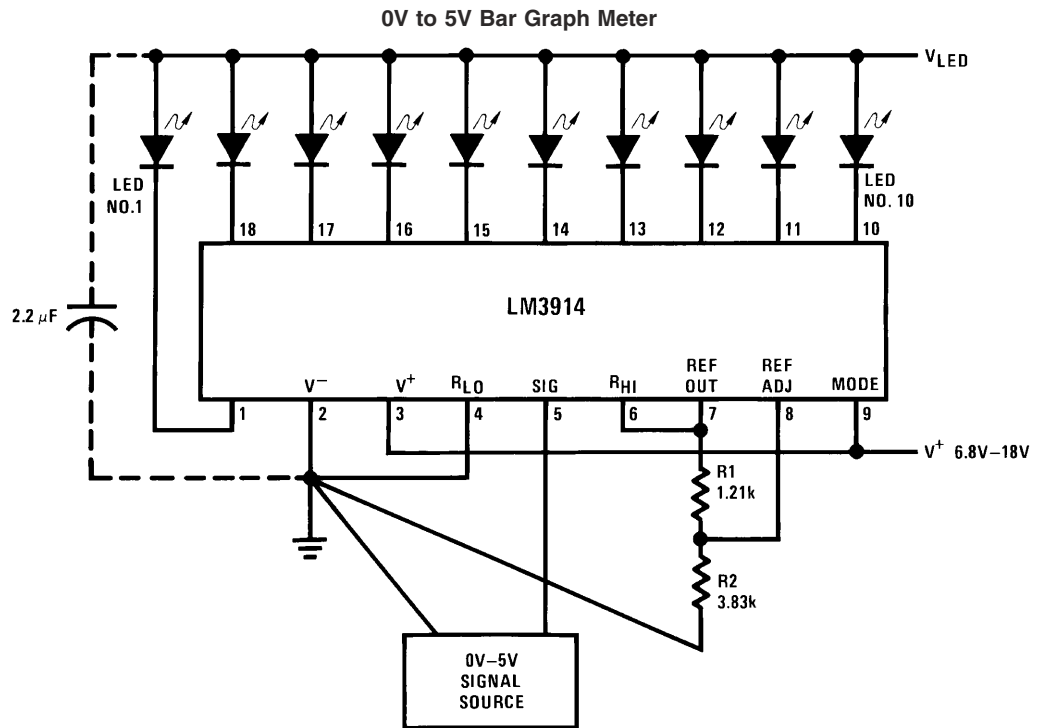 0V to 5V Bar Graph Meter
V LED
LED
NO.1
LED
NO. 10
18
17
16
15
14
13
12
11
10
2.2 μF
LM3914
V−
V+
RLO
SIG
RHI
REF
OUT
REF
ADJ
MODE
1
2
3
4
5
6
7
8
9
V+ 6.8V–18V
R1
1.21k
R2
3.83k
0V–5V
SIGNAL
SOURCE